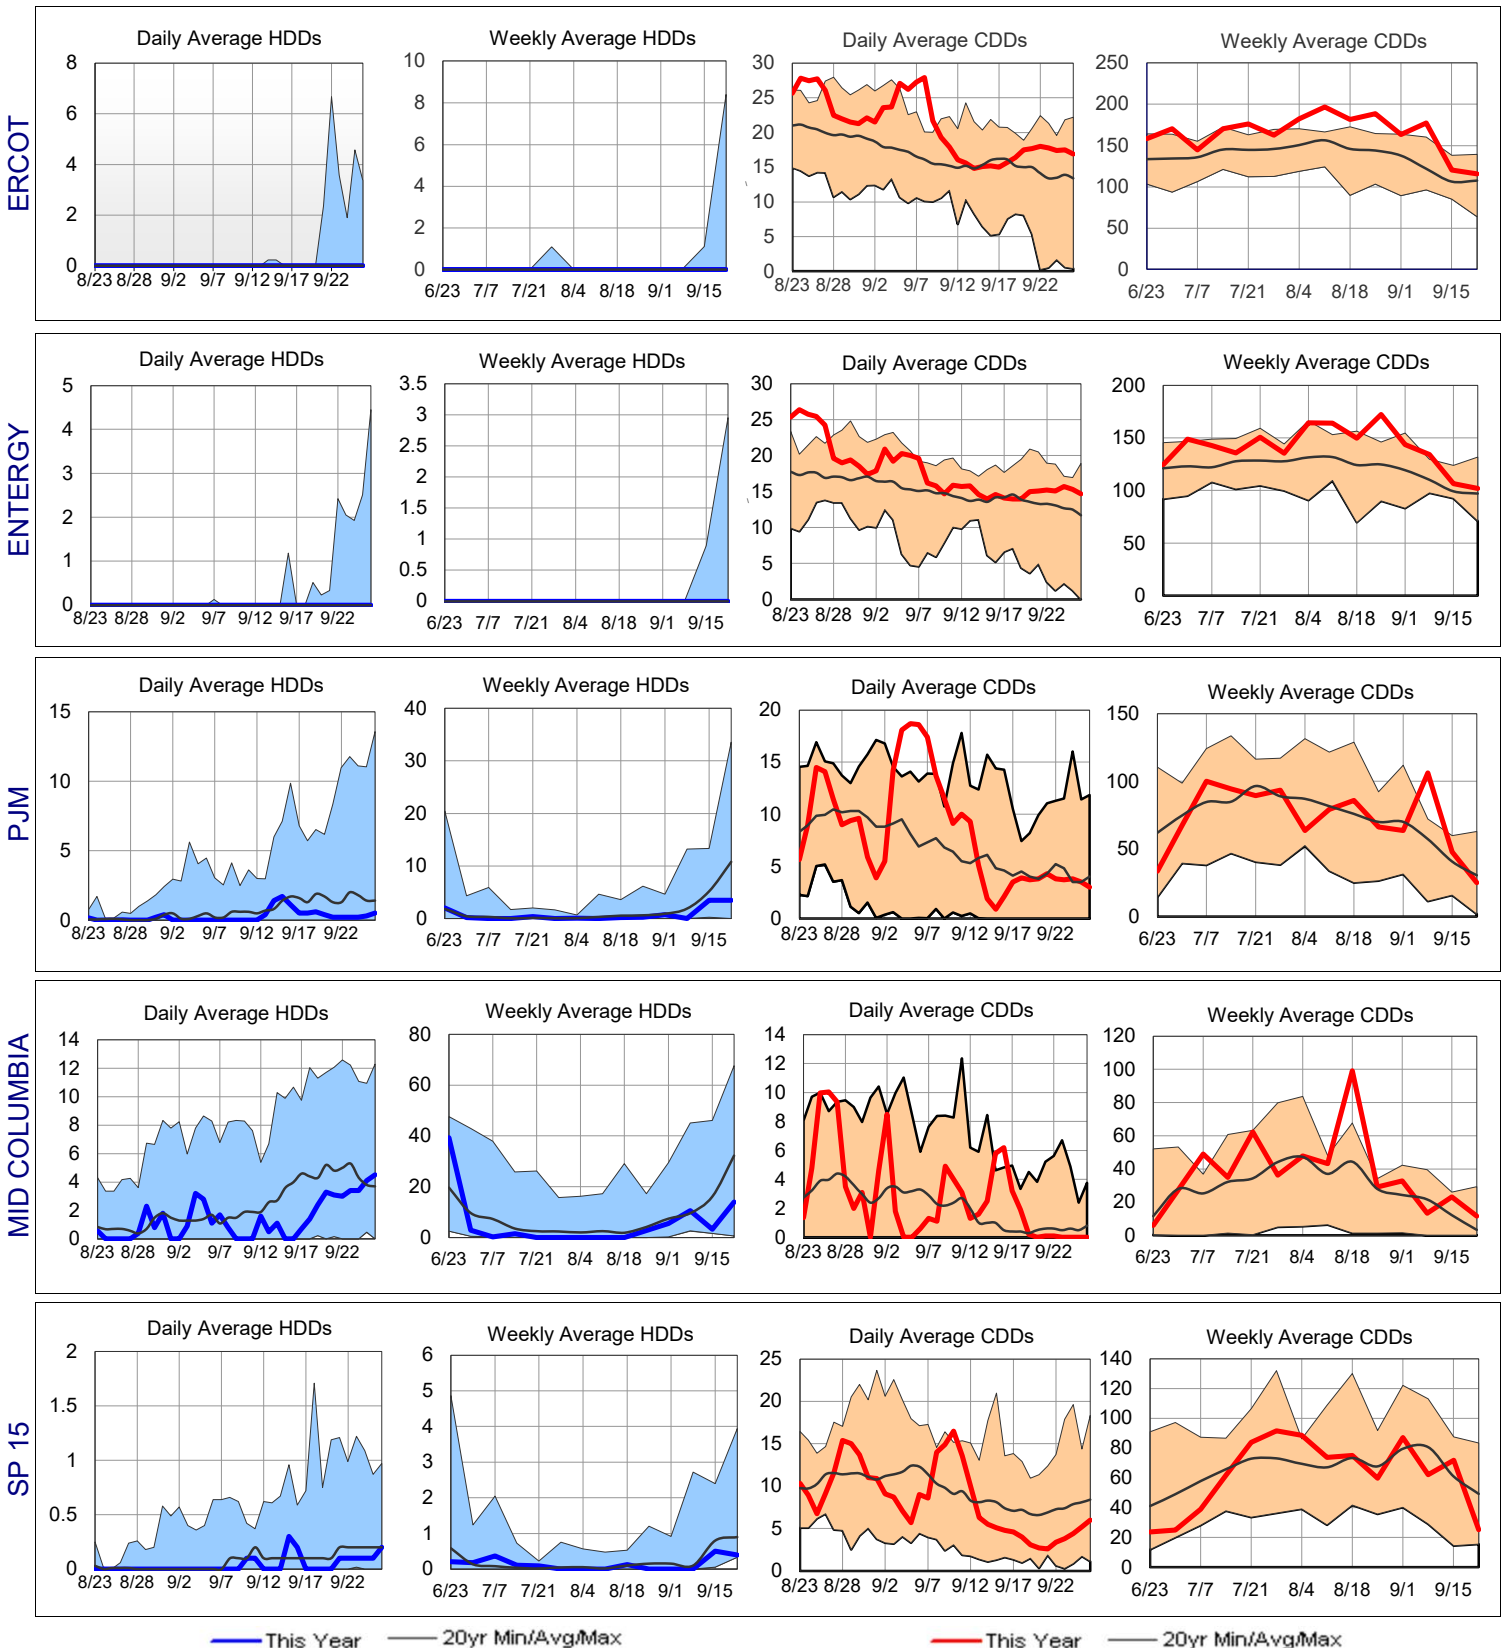 ERCOT
Daily Average HDDs
8
6
4
2
0
8/23 8/28 9/2 9/7 9/12 9/17 9/22
Weekly Average HDDs
10
8
6
4
2
0
6/23 7/7 7/21 8/4 8/18 9/1 9/15
Daily Average CDDs
30
25
20
15
10
5
0
8/23 8/28 9/2 9/7 9/12 9/17 9/22
Weekly Average CDDs
250
200
150
100
50
0
6/23 7/7 7/21 8/4 8/18 9/1 9/15
ENTERGY
Daily Average HDDs
5
4
3
2
1
0
8/23 8/28 9/2 9/7 9/12 9/17 9/22
Weekly Average HDDs
3.5
3
2.5
2
1.5
1
0.5
0
6/23 7/7 7/21 8/4 8/18 9/1 9/15
Daily Average CDDs
30
25
20
15
10
5
0
8/23 8/28 9/2 9/7 9/12 9/17 9/22
Weekly Average CDDs
200
150
100
50
0
6/23 7/7 7/21 8/4 8/18 9/1 9/15
PJM
Daily Average HDDs
15
10
5
0
8/23 8/28 9/2 9/7 9/12 9/17 9/22
Weekly Average HDDs
40
30
20
10
0
6/23 7/7 7/21 8/4 8/18 9/1 9/15
Daily Average CDDs
20
15
10
5
0
8/23 8/28 9/2 9/7 9/12 9/17 9/22
Weekly Average CDDs
150
100
50
0
6/23 7/7 7/21 8/4 8/18 9/1 9/15
MID COLUMBIA
Daily Average HDDs
14
12
10
8
6
4
2
0
8/23 8/28 9/2 9/7 9/12 9/17 9/22
Weekly Average HDDs
80
60
40
20
0
6/23 7/7 7/21 8/4 8/18 9/1 9/15
Daily Average CDDs
14
12
10
8
6
4
2
0
8/23 8/28 9/2 9/7 9/12 9/17 9/22
Weekly Average CDDs
120
100
80
60
40
20
0
6/23 7/7 7/21 8/4 8/18 9/1 9/15
SP 15
Daily Average HDDs
2
1.5
1
0.5
0
8/23 8/28 9/2 9/7 9/12 9/17 9/22
Weekly Average HDDs
6
5
4
3
2
1
0
6/23 7/7 7/21 8/4 8/18 9/1 9/15
Daily Average CDDs
25
20
15
10
5
0
8/23 8/28 9/2 9/7 9/12 9/17 9/22
Weekly Average CDDs
140
120
100
80
60
40
20
0
6/23 7/7 7/21 8/4 8/18 9/1 9/15
This Year 20yr Min/Avg/Max
This Year 20yr Min/Avg/Max